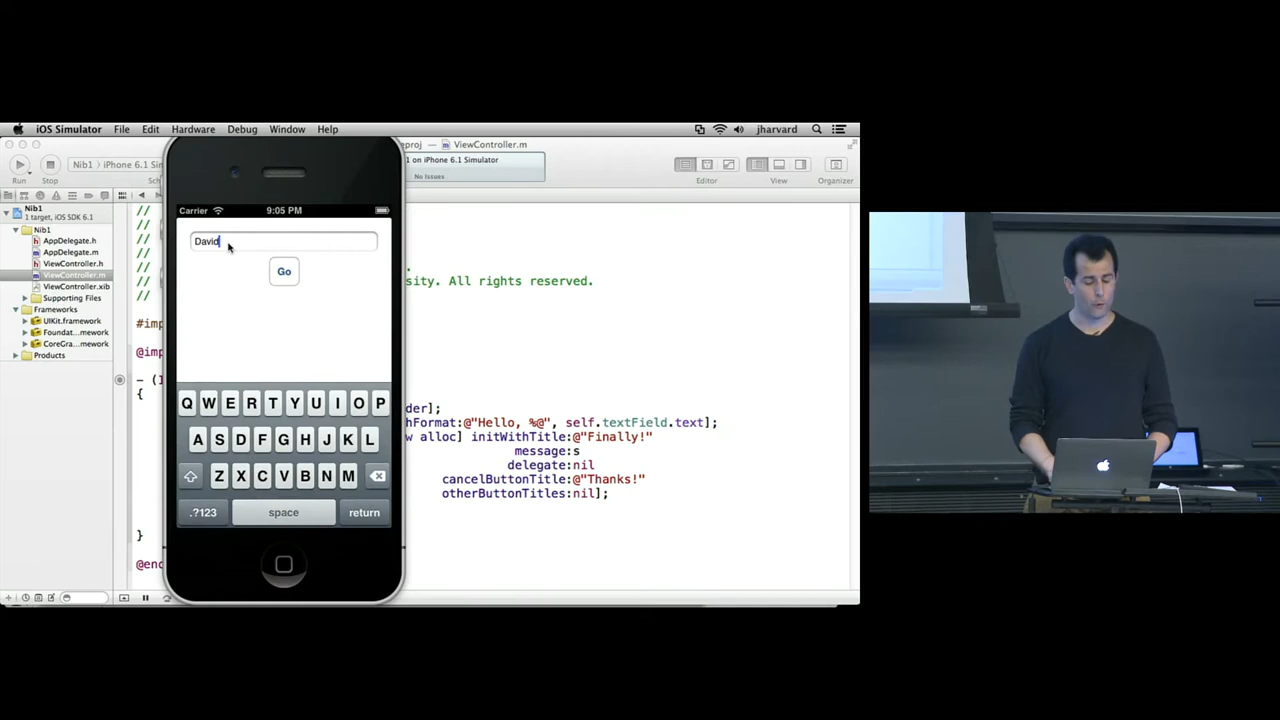 iOS Simulator File Edit Hardware Debug Window Help jharvard
eproj ViewController.m
Run Stop Nib1 iPhone 6.1 Sim 1 on iPhone 6.1 Simulator
No Issues
Editor View Organizer
Nib1
1 target, iOS SDK 6.1
Nib1
AppDelegate.h
AppDelegate.m
ViewController.h
ViewController.m
ViewController.xib
Supporting Files
Frameworks
UIKit.framework
Founda...mework
CoreGra...mework
Products
//
//
//
//
//
//
//
sity. All rights reserved.
#im
@imp
- (I
{
der];
hFormat:@"Hello, %@", self.textField.text];
w alloc] initWithTitle:@"Finally!"
message:s
delegate:nil
cancelButtonTitle:@"Thanks!"
otherButtonTitles:nil];
}
@end
Carrier 9:05 PM
David
Go
Q W E R T Y U I O P
A S D F G H J K L
Z X C V B N M
.?123 space return